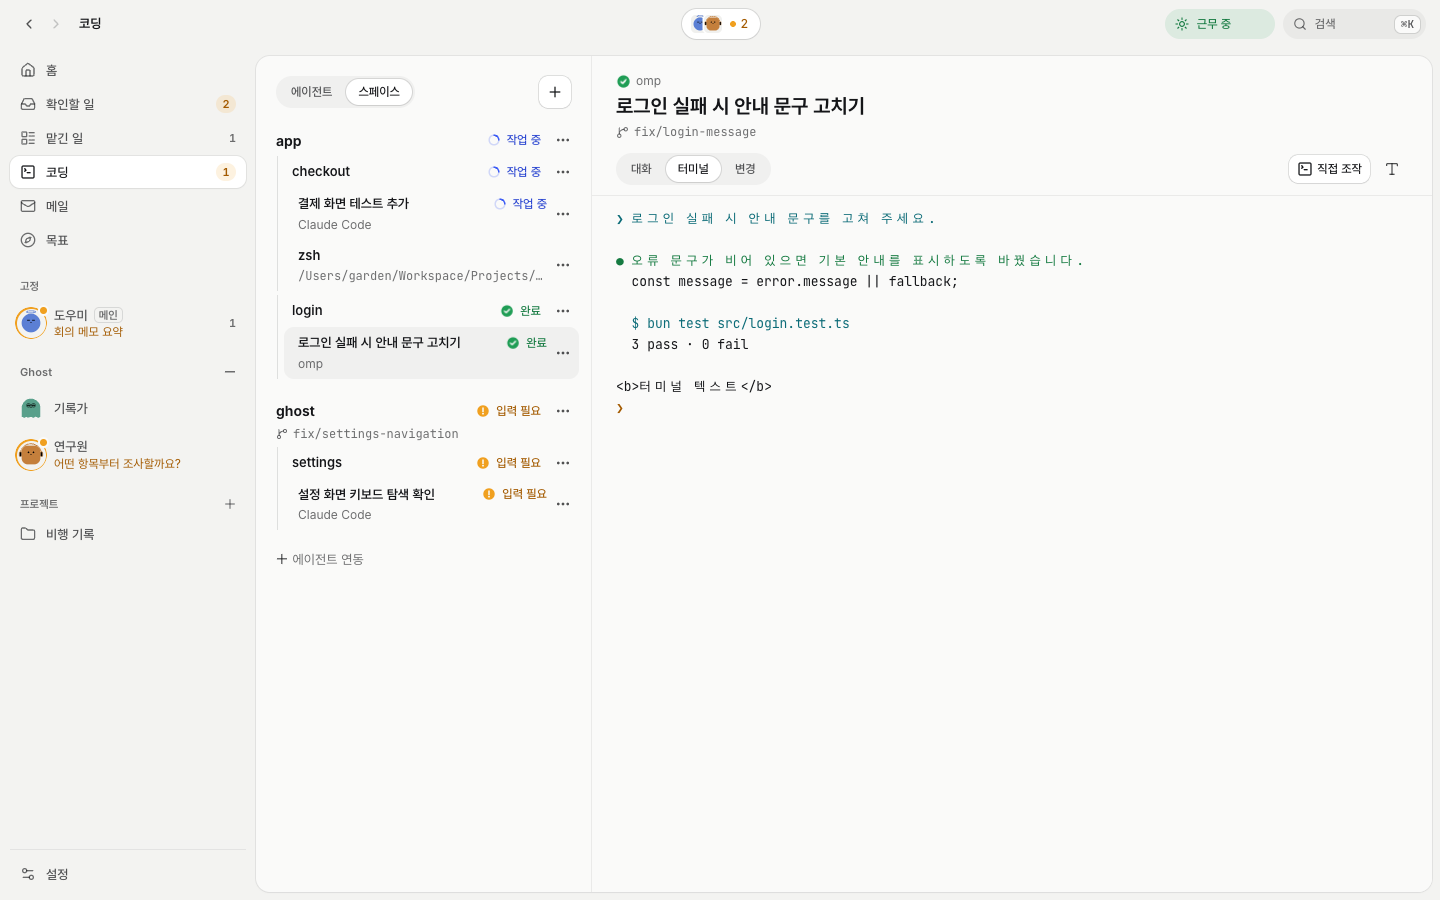 코딩
2
근무 중
검색
⌘K
홈
확인할 일
2
맡긴 일
1
코딩
1
메일
목표
고정
도우미
메인
회의 메모 요약
1
Ghost
기록가
연구원
어떤 항목부터 조사할까요?
프로젝트
비행 기록
설정
에이전트
스페이스
app
작업 중
checkout
작업 중
결제 화면 테스트 추가
작업 중
Claude Code
zsh
/Users/garden/Workspace/Projects/…
login
완료
로그인 실패 시 안내 문구 고치기
완료
omp
ghost
입력 필요
fix/settings-navigation
settings
입력 필요
설정 화면 키보드 탐색 확인
입력 필요
Claude Code
에이전트 연동
omp
로그인 실패 시 안내 문구 고치기
fix/login-message
대화
터미널
변경
직접 조작
❯ 로그인 실패 시 안내 문구를 고쳐 주세요.
● 오류 문구가 비어 있으면 기본 안내를 표시하도록 바꿨습니다.
const message = error.message || fallback;
$ bun test src/login.test.ts
3 pass · 0 fail
<b>터미널 텍스트</b>
❯